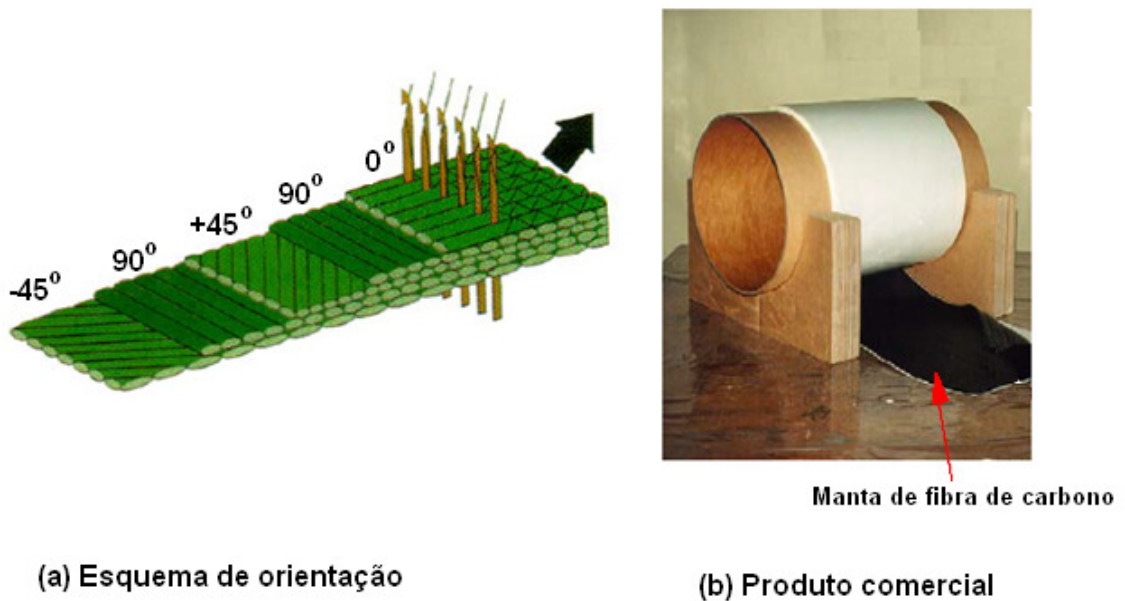 0°
90°
+45°
90°
-45°
Manta de fibra de carbono
(a) Esquema de orientação
(b) Produto comercial